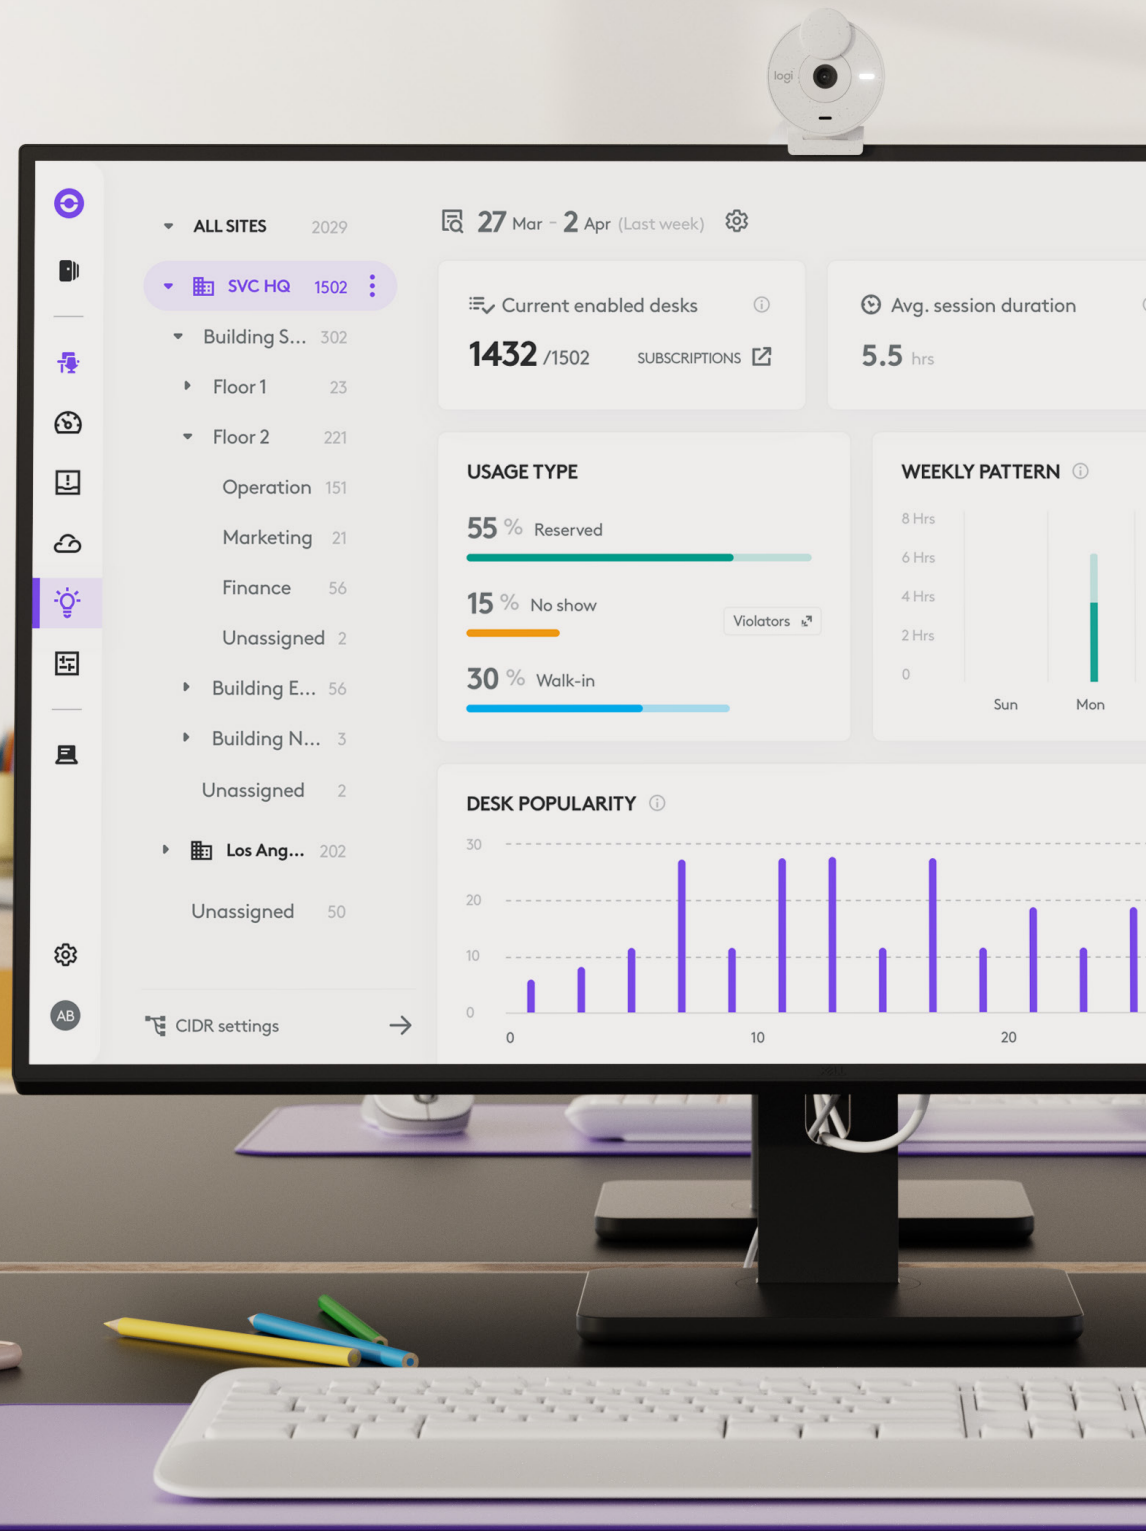 logi
ALL SITES 2029
SVC HQ 1502
Building S... 302
Floor 1 23
Floor 2 221
Operation 151
Marketing 21
Finance 56
Unassigned 2
Building E... 56
Building N... 3
Unassigned 2
Los Ang... 202
Unassigned 50
CIDR settings
AB
27 Mar - 2 Apr (Last week)
Current enabled desks
1432 /1502 SUBSCRIPTIONS
Avg. session duration
5.5 hrs
USAGE TYPE
55 % Reserved
15 % No show
Violators
30 % Walk-in
WEEKLY PATTERN
8 Hrs
6 Hrs
4 Hrs
2 Hrs
0
Sun Mon
DESK POPULARITY
30
20
10
0
0 10 20